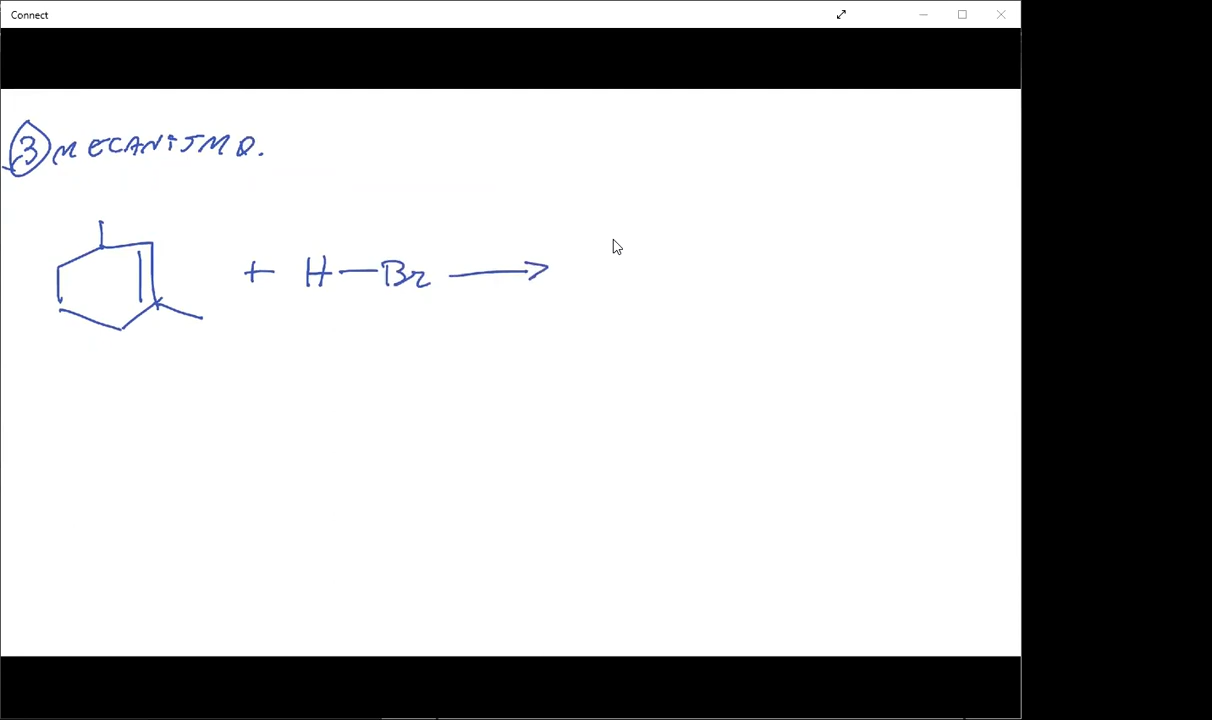 Connect
3 MECANISMO.
+ H—Br →